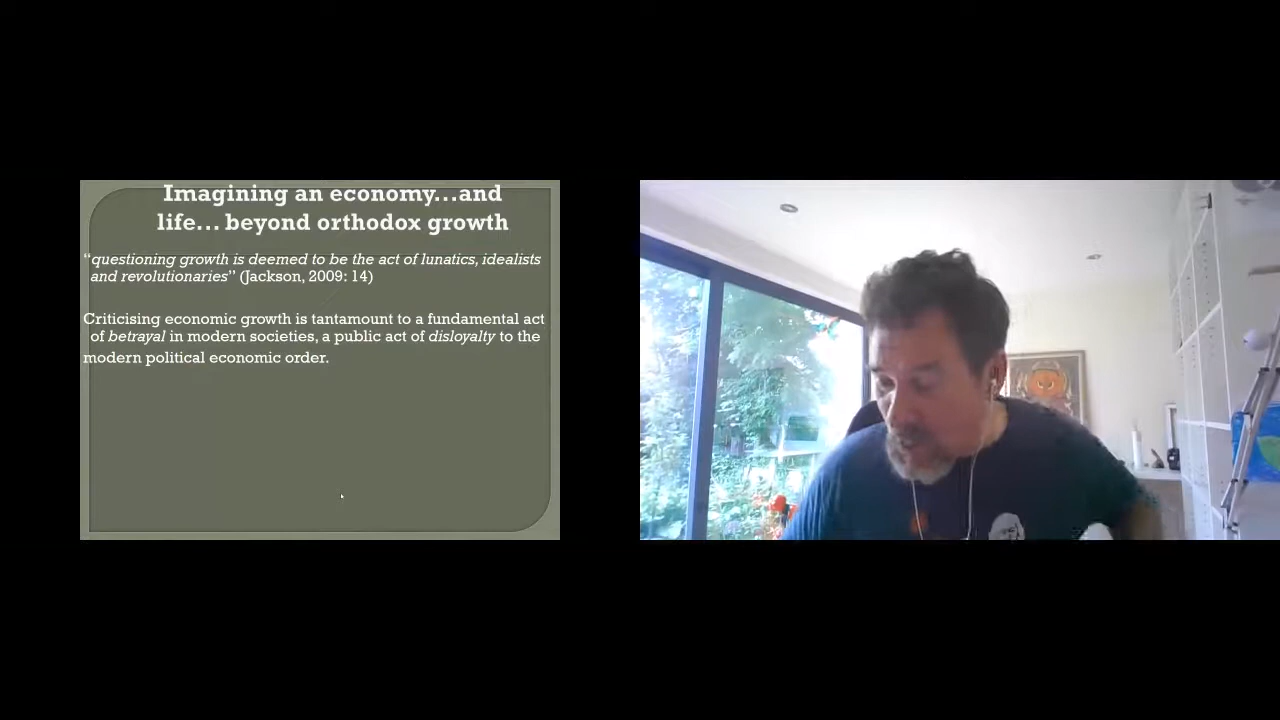 Imagining an economy...and
life... beyond orthodox growth
“questioning growth is deemed to be the act of lunatics, idealists
and revolutionaries” (Jackson, 2009: 14)
Criticising economic growth is tantamount to a fundamental act
of betrayal in modern societies, a public act of disloyalty to the
modern political economic order.